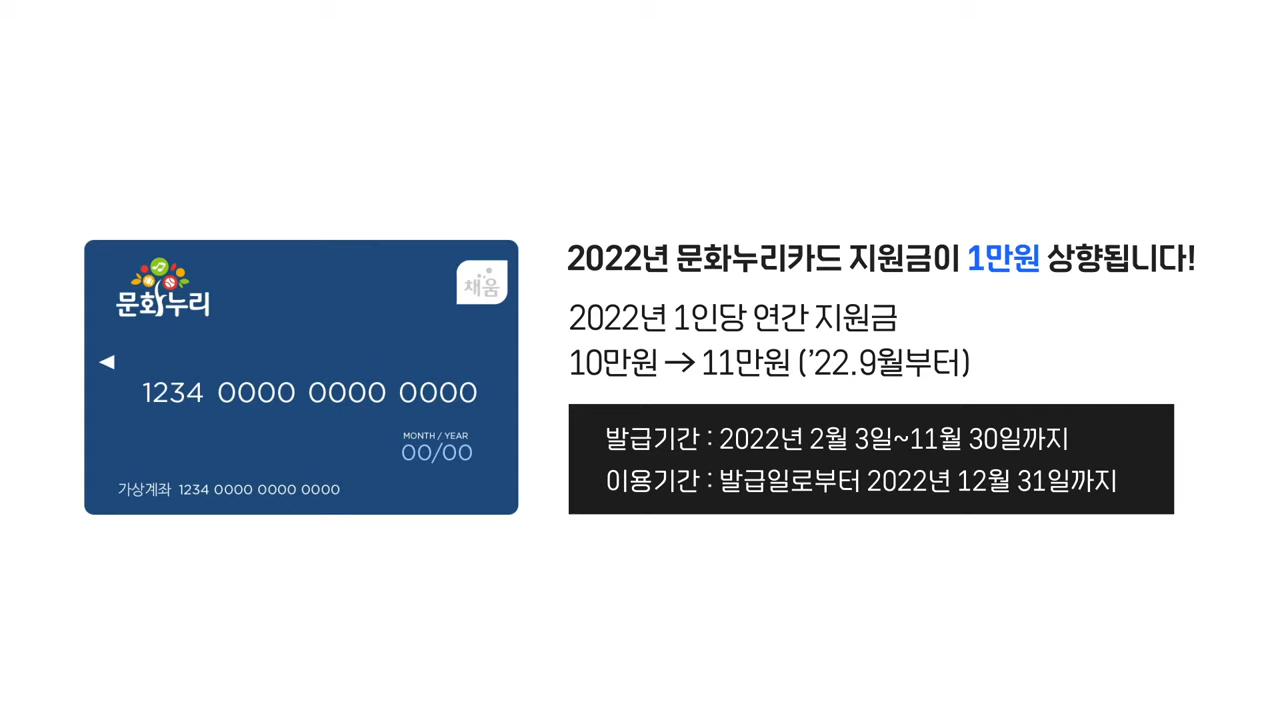 문화누리
채움
1234 0000 0000 0000
MONTH / YEAR
00/00
가상계좌 1234 0000 0000 0000
2022년 문화누리카드 지원금이 1만원 상향됩니다!
2022년 1인당 연간 지원금
10만원 → 11만원 (’22.9월부터)
발급기간 : 2022년 2월 3일~11월 30일까지
이용기간 : 발급일로부터 2022년 12월 31일까지